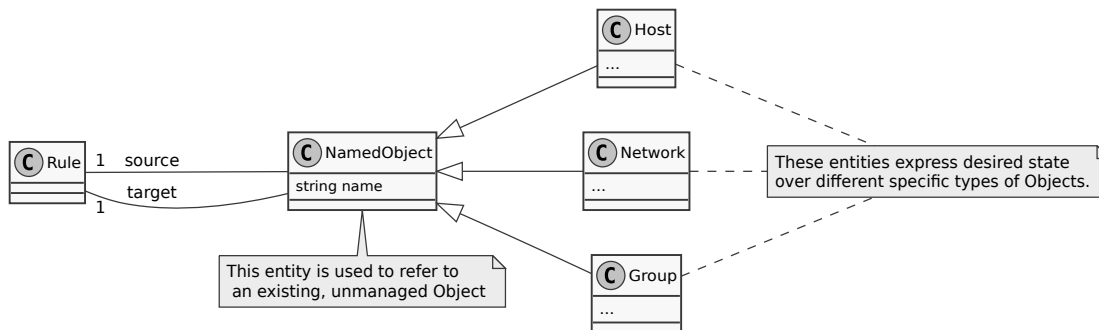 C Host
...
C Rule
1 source
target
1
C NamedObject
string name
C Network
...
These entities express desired state
over different specific types of Objects.
This entity is used to refer to
an existing, unmanaged Object
C Group
...